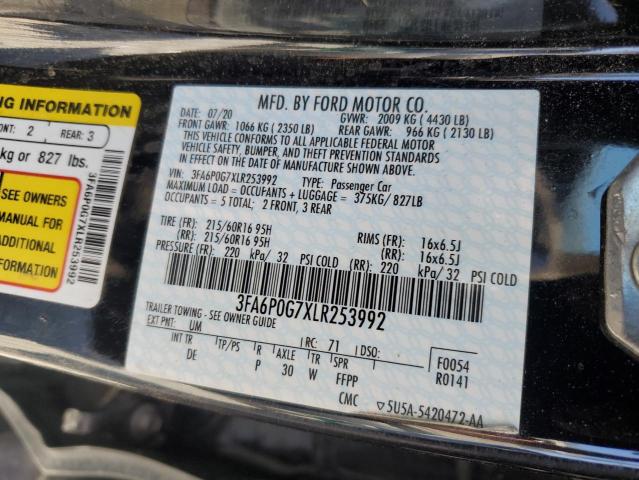 NG INFORMATION
ONT: 2 REAR: 3
kg or 827 lbs.
SEE OWNERS
MANUAL FOR
ADDITIONAL
INFORMATION
3FA6P0G7XLR253992
MFD. BY FORD MOTOR CO.
07/20 GVWR: 2009 KG ( 4430 LB)
FRONT GAWR: 1066 KG ( 2350 LB) REAR GAWR: 966 KG ( 2130 LB)
THIS VEHICLE CONFORMS TO ALL APPLICABLE FEDERAL MOTOR
VEHICLE SAFETY, BUMPER, AND THEFT PREVENTION STANDARDS
IN EFFECT ON THE DATE OF MANUFACTURE SHOWN ABOVE.
VIN: 3FA6P0G7XLR253992 TYPE: Passenger Car
MAXIMUM LOAD = OCCUPANTS + LUGGAGE = 375KG/ 827LB
OCCUPANTS = 5 TOTAL; 2 FRONT, 3 REAR
TIRE (FR): 215/60R16 95H RIMS (FR): 16x6.5J
(RR): 215/60R16 95H (RR): 16x6.5J
PRESSURE (FR): 220 kPa/ 32 PSI COLD (RR): 220 kPa/ 32 PSI COLD
3FA6P0G7XLR253992
TRAILER TOWING - SEE OWNER GUIDE
EXT PNT: UM RC: 71 DSO: F0054
INT TR TP/PS R AXLE TR SPR R0141
DE P 30 W FFPP
CMC ▽5U5A-5420472-AA